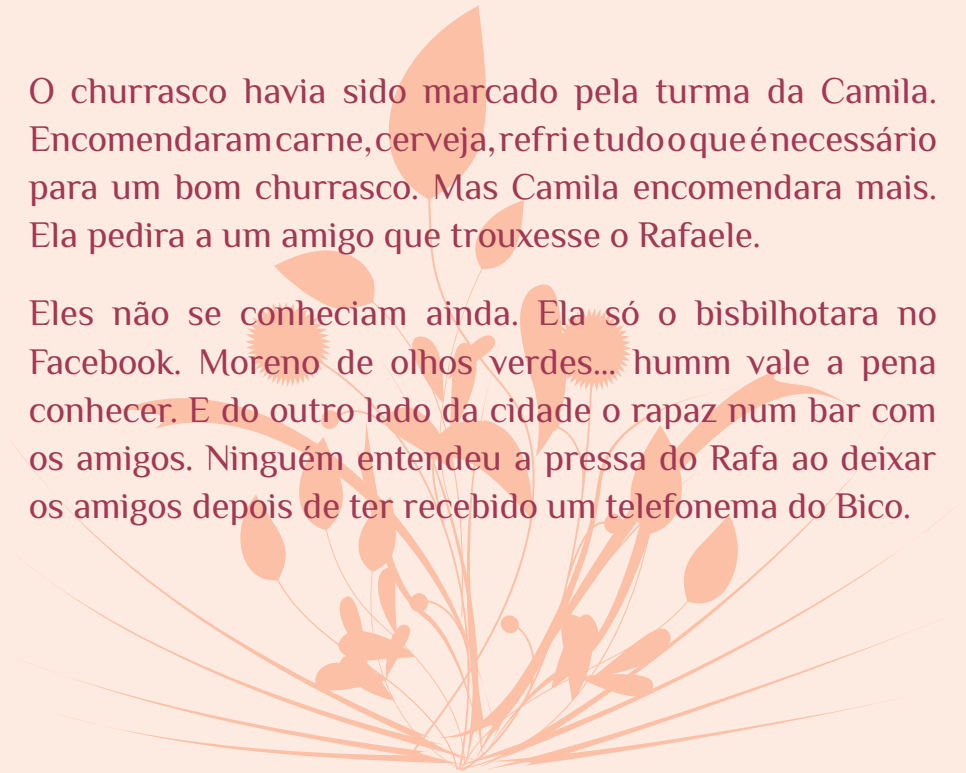 O churrasco havia sido marcado pela turma da Camila.
Encomendaram carne, cerveja, refri e tudo o que é necessário
para um bom churrasco. Mas Camila encomendara mais.
Ela pedira a um amigo que trouxesse o Rafaele.
Eles não se conheciam ainda. Ela só o bisbilhotara no
Facebook. Moreno de olhos verdes... humm vale a pena
conhecer. E do outro lado da cidade o rapaz num bar com
os amigos. Ninguém entendeu a pressa do Rafa ao deixar
os amigos depois de ter recebido um telefonema do Bico.